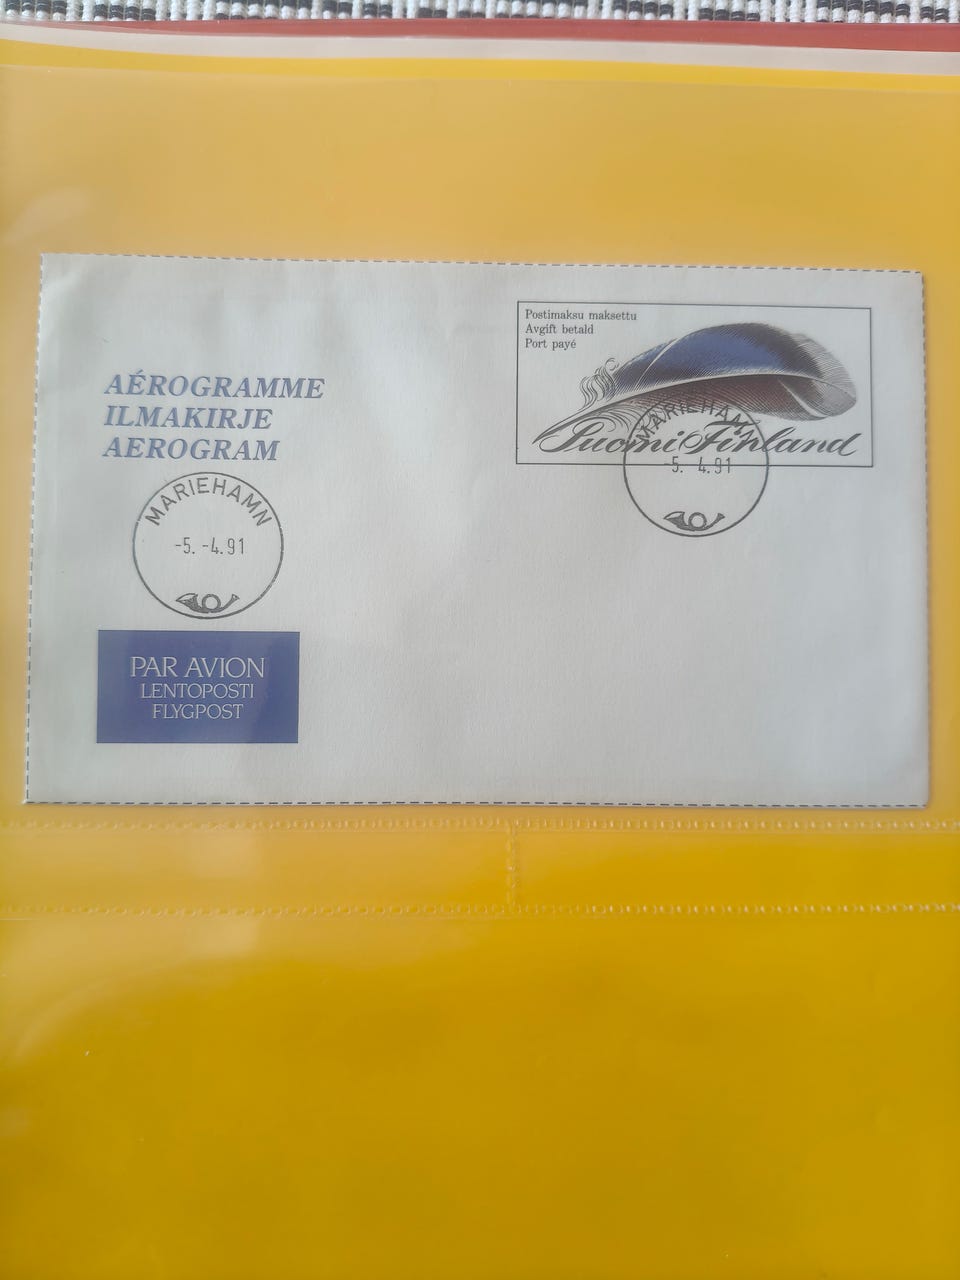 Postimaksu maksettu
Avgift betald
Port payé
Suomi Finland
MARIEHAMN
-5. 4.91
AÉROGRAMME
ILMAKIRJE
AEROGRAM
MARIEHAMN
-5. -4.91
PAR AVION
LENTOPOSTI
FLYGPOST